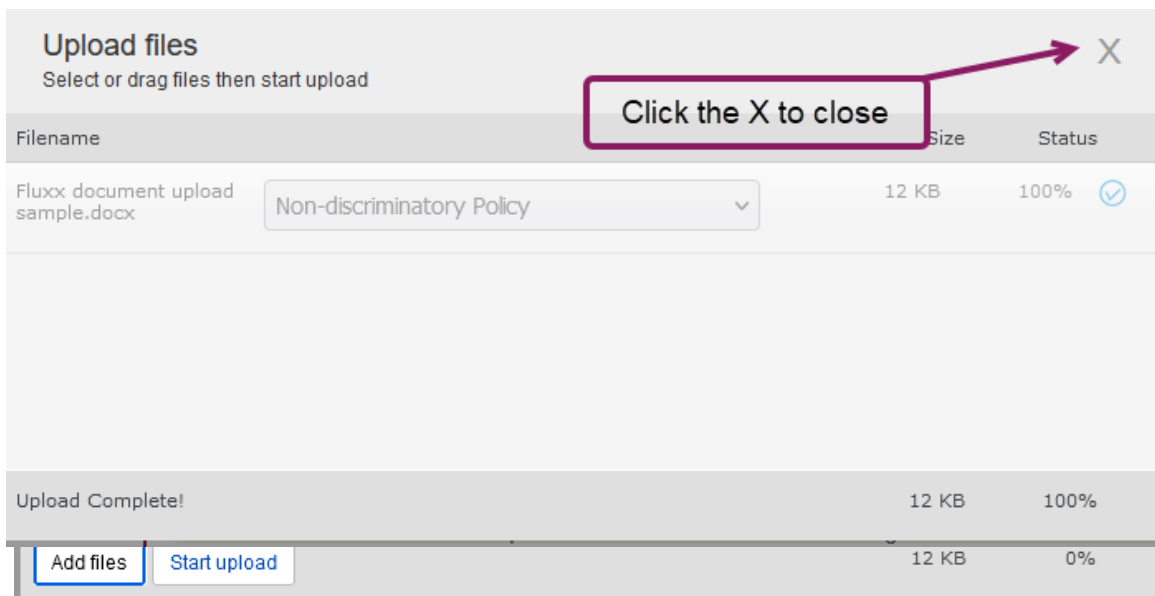 Upload files
X
Select or drag files then start upload
Click the X to close
Filename Size Status
Fluxx document upload
sample.docx
Non-discriminatory Policy
12 KB 100%
Upload Complete! 12 KB 100%
Add files Start upload 12 KB 0%